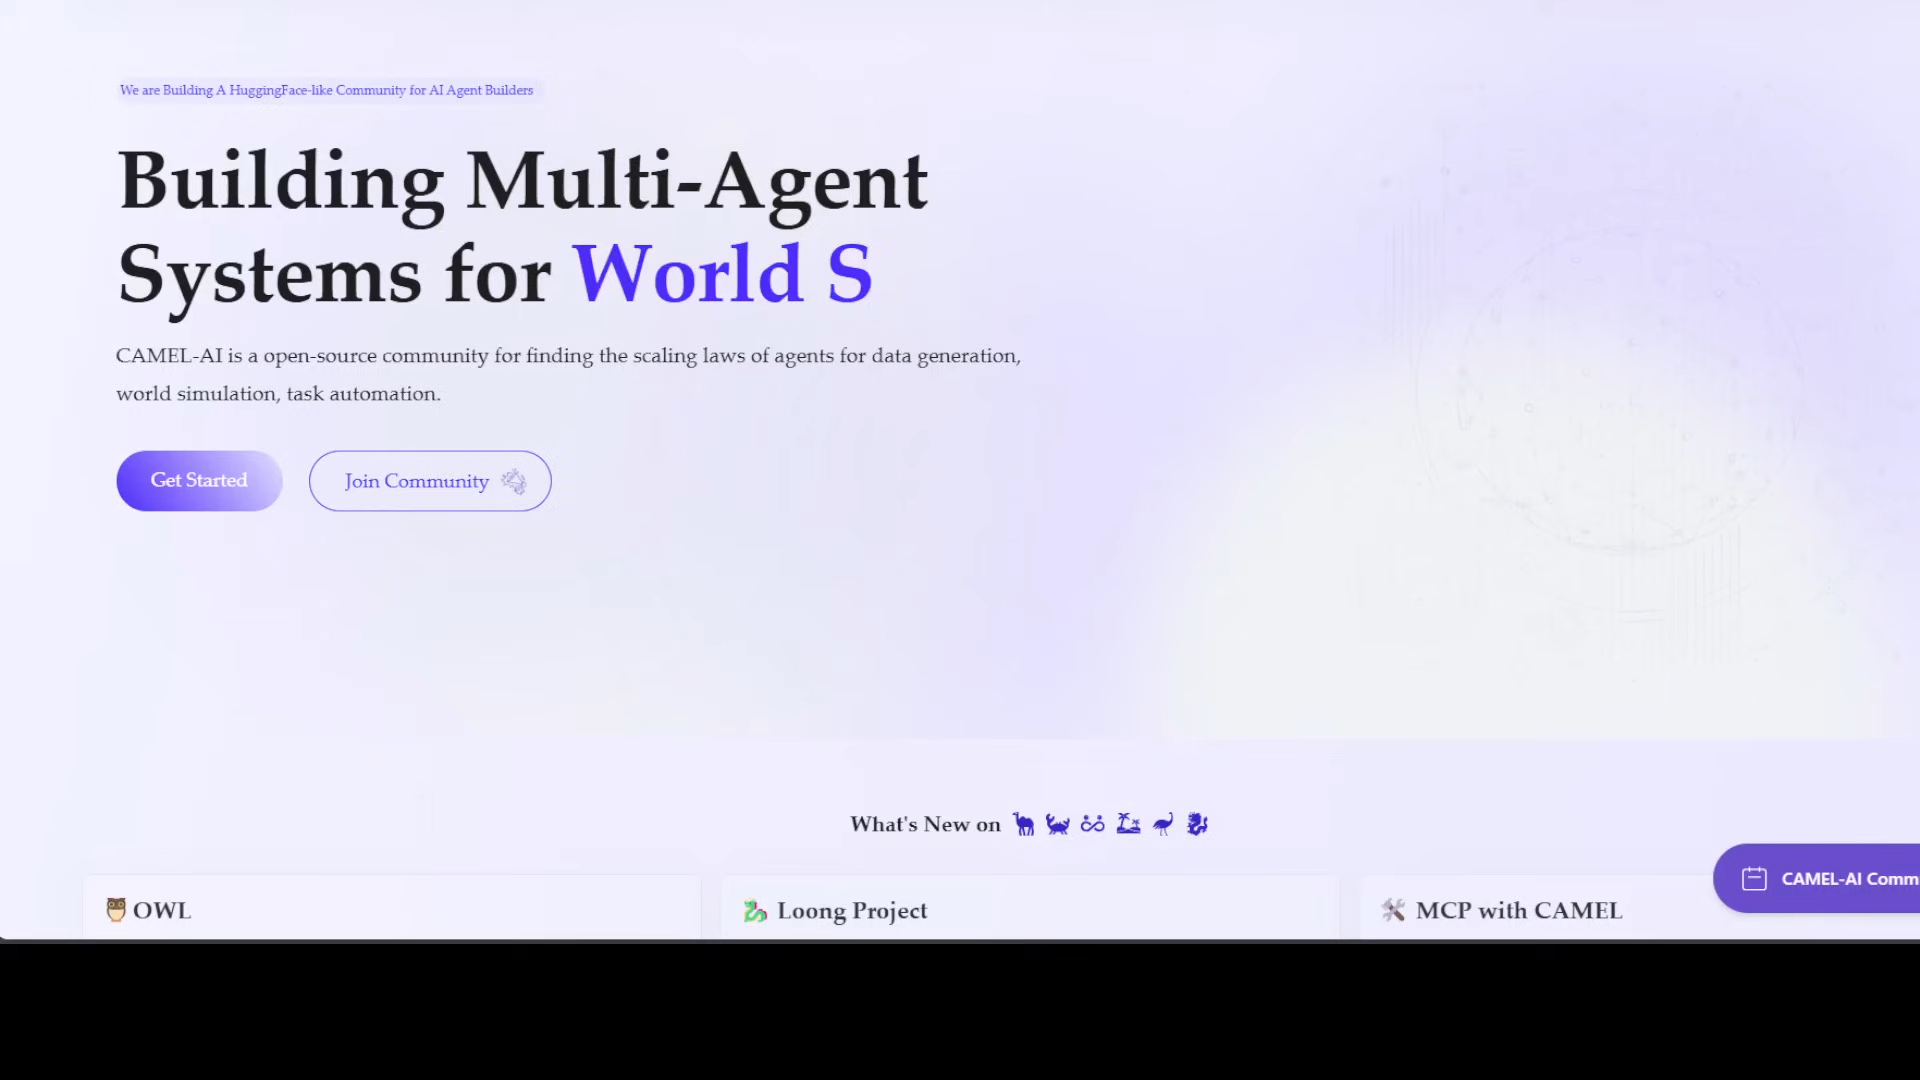 We are Building A HuggingFace-like Community for AI Agent Builders
Building Multi-Agent
Systems for World S
CAMEL-AI is a open-source community for finding the scaling laws of agents for data generation,
world simulation, task automation.
Get Started
Join Community
What's New on
CAMEL-AI Comm
OWL
Loong Project
MCP with CAMEL